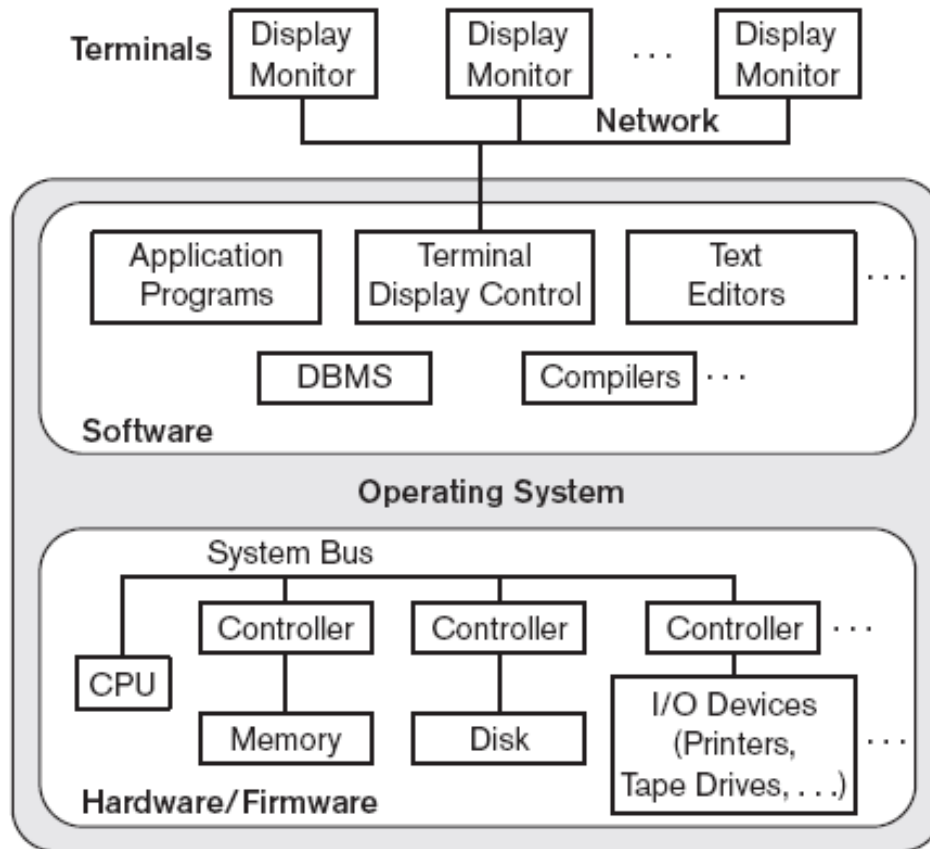 Terminals
Display
Monitor
Display
Monitor
. . .
Display
Monitor
Network
Application
Programs
Terminal
Display Control
Text
Editors
. . .
DBMS
Compilers
. . .
Software
Operating System
System Bus
Controller
Controller
Controller
. . .
CPU
Memory
Disk
I/O Devices
(Printers,
Tape Drives, . . .)
. . .
Hardware/Firmware